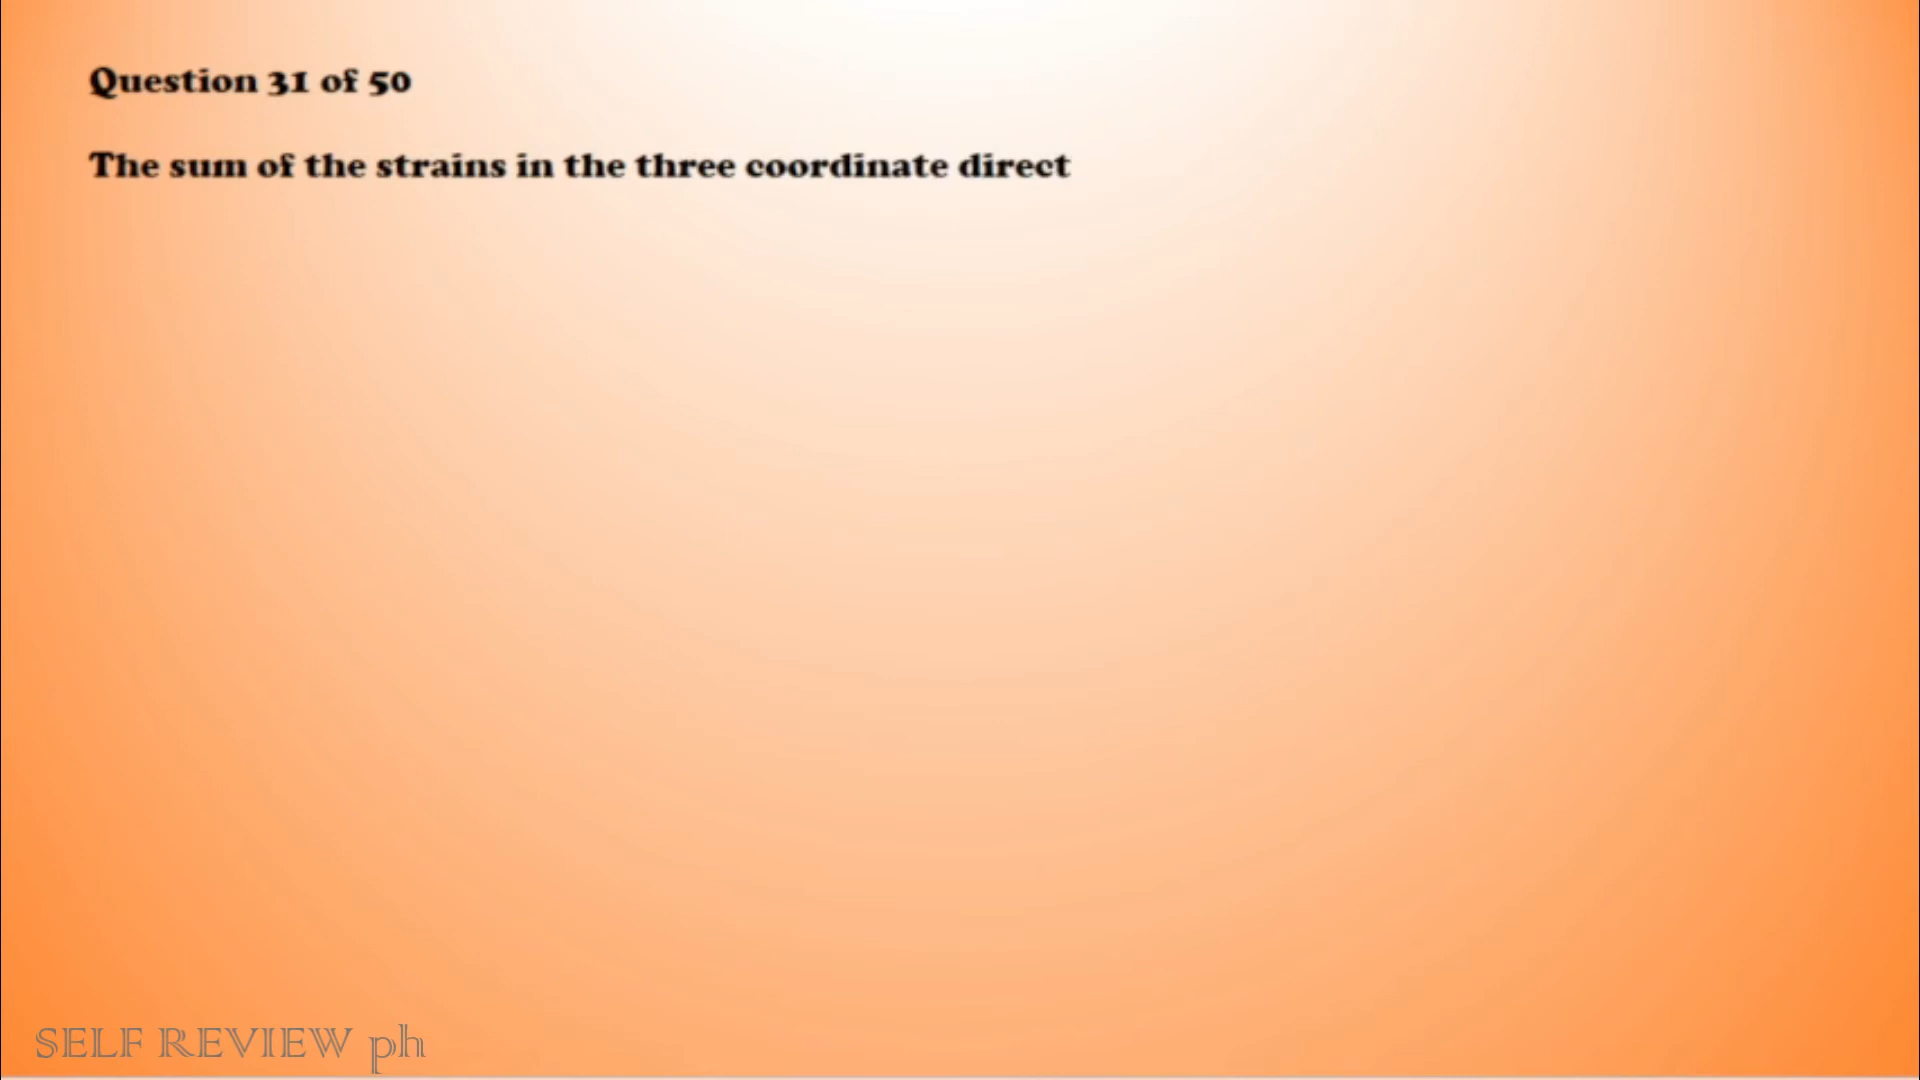 Question 31 of 50
The sum of the strains in the three coordinate direct
SELF REVIEW ph